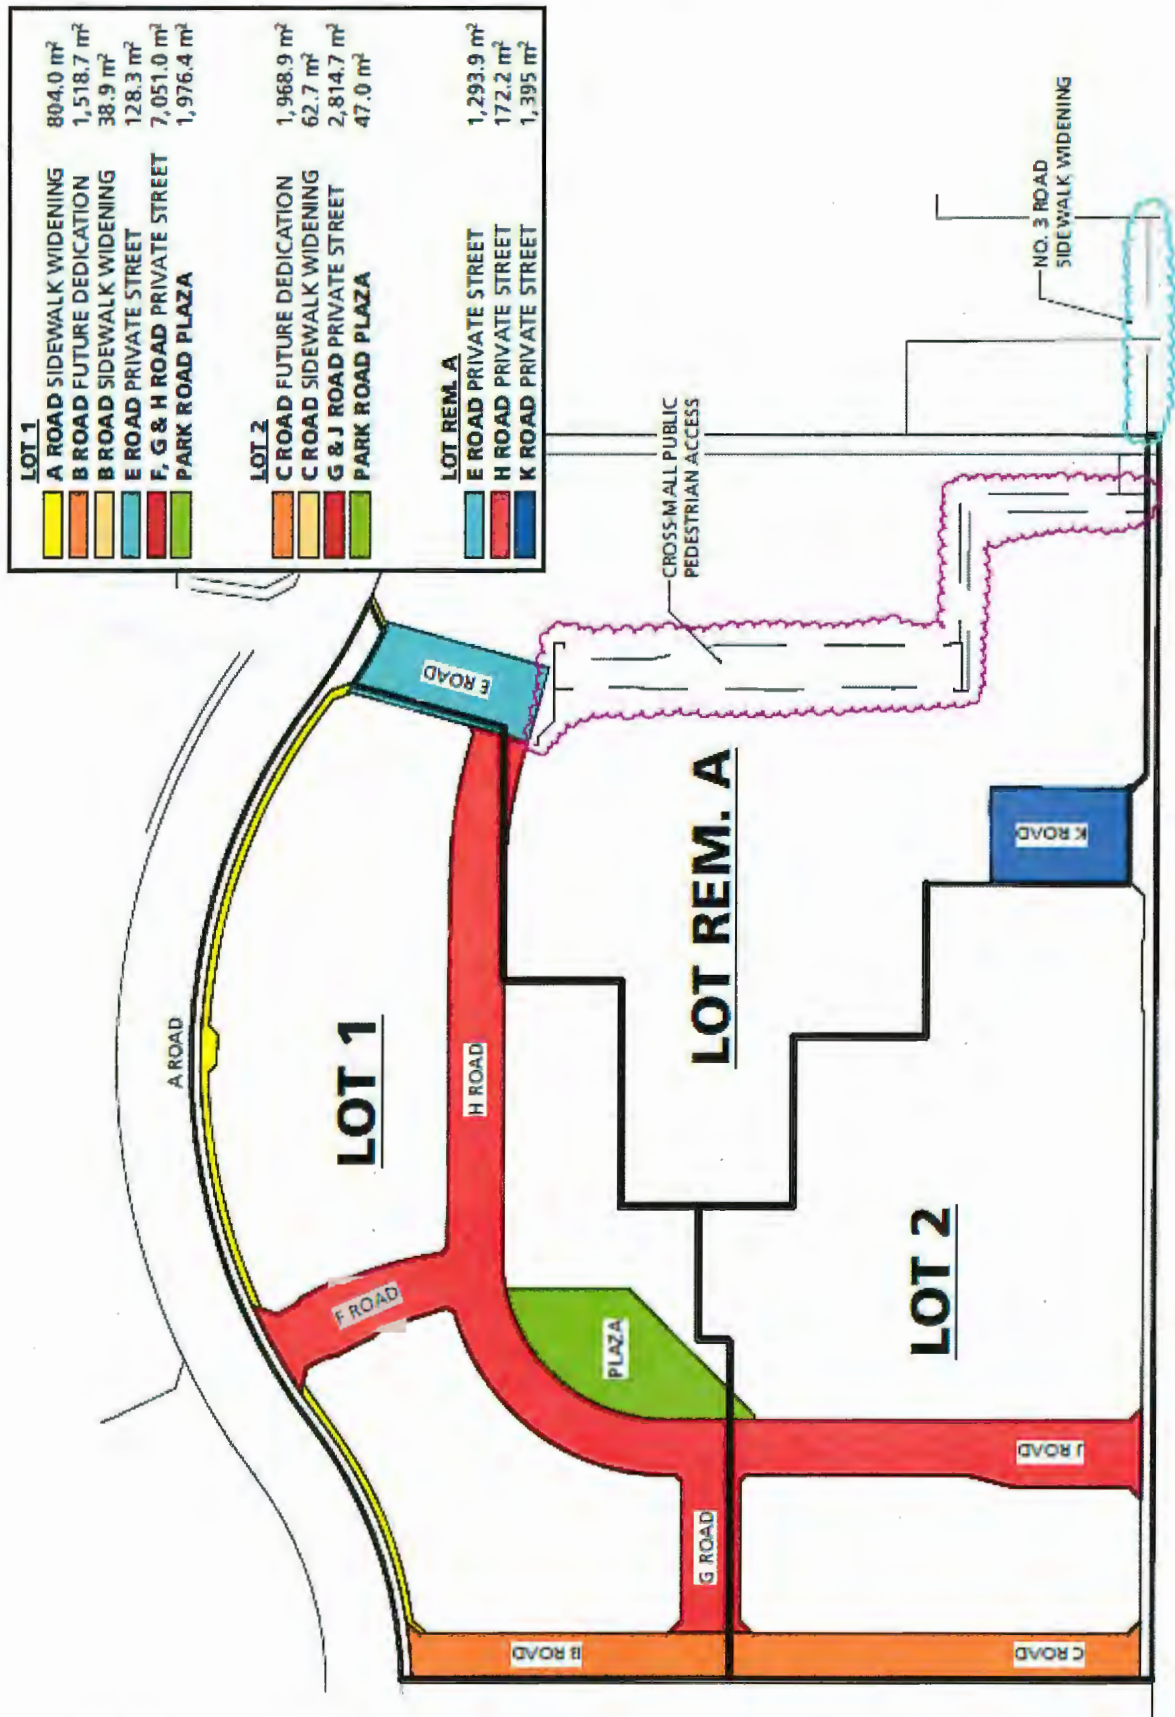 LOT 1
A ROAD SIDEWALK WIDENING 804.0 m²
B ROAD FUTURE DEDICATION 1,518.7 m²
B ROAD SIDEWALK WIDENING 38.9 m²
E ROAD PRIVATE STREET 128.3 m²
F, G & H ROAD PRIVATE STREET 7,051.0 m²
PARK ROAD PLAZA 1,976.4 m²
LOT 2
C ROAD FUTURE DEDICATION 1,968.9 m²
C ROAD SIDEWALK WIDENING 62.7 m²
G & J ROAD PRIVATE STREET 2,814.7 m²
PARK ROAD PLAZA 47.0 m²
LOT REM. A
E ROAD PRIVATE STREET 1,293.9 m²
H ROAD PRIVATE STREET 172.2 m²
K ROAD PRIVATE STREET 1,395 m²
A ROAD
LOT 1
F ROAD
H ROAD
E ROAD
B ROAD
G ROAD
PLAZA
LOT REM. A
CROSS-MALL PUBLIC
PEDESTRIAN ACCESS
LOT 2
C ROAD
J ROAD
K ROAD
NO. 3 ROAD
SIDEWALK WIDENING